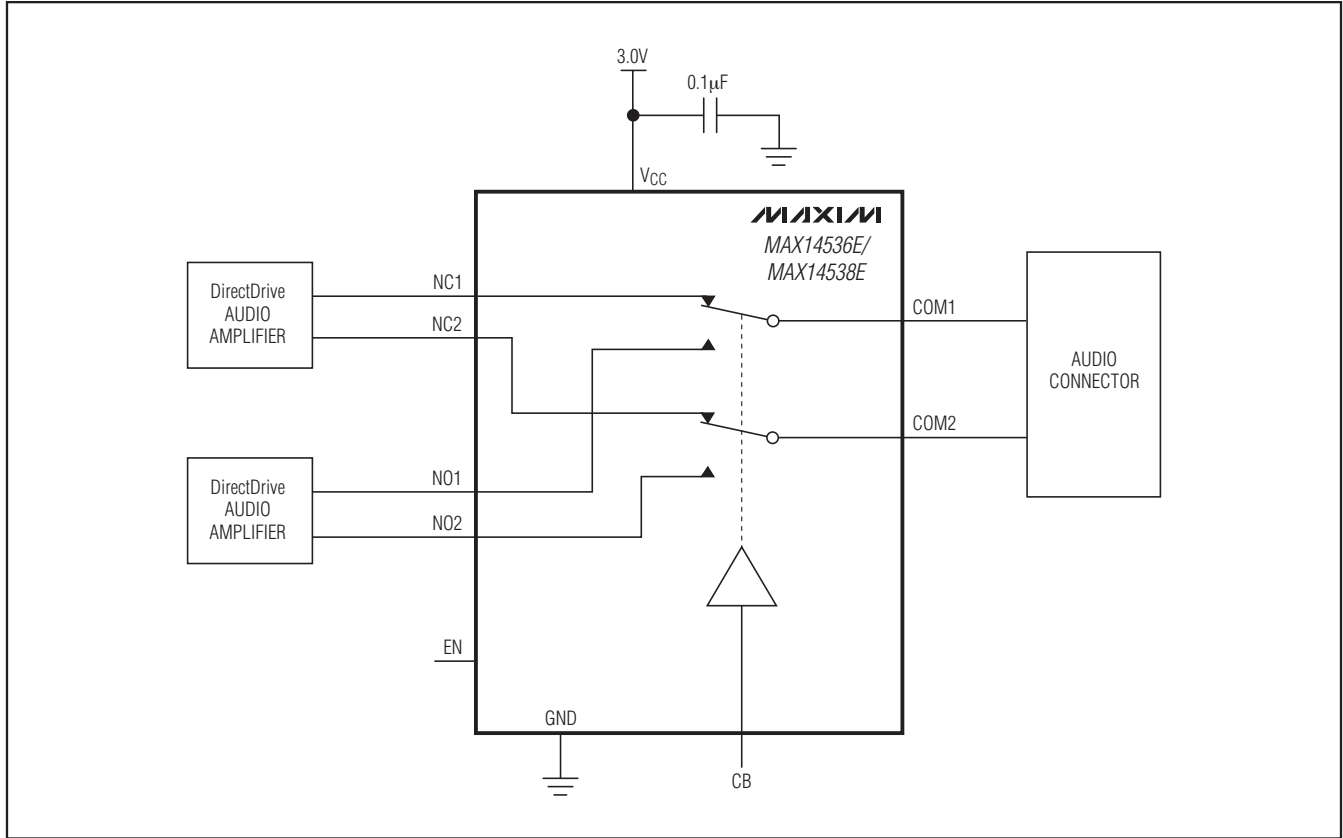 3.0V
0.1µF
VCC
MAXIM
MAX14536E/
MAX14538E
DirectDrive
AUDIO
AMPLIFIER
NC1
NC2
COM1
AUDIO
CONNECTOR
COM2
DirectDrive
AUDIO
AMPLIFIER
NO1
NO2
EN
GND
CB